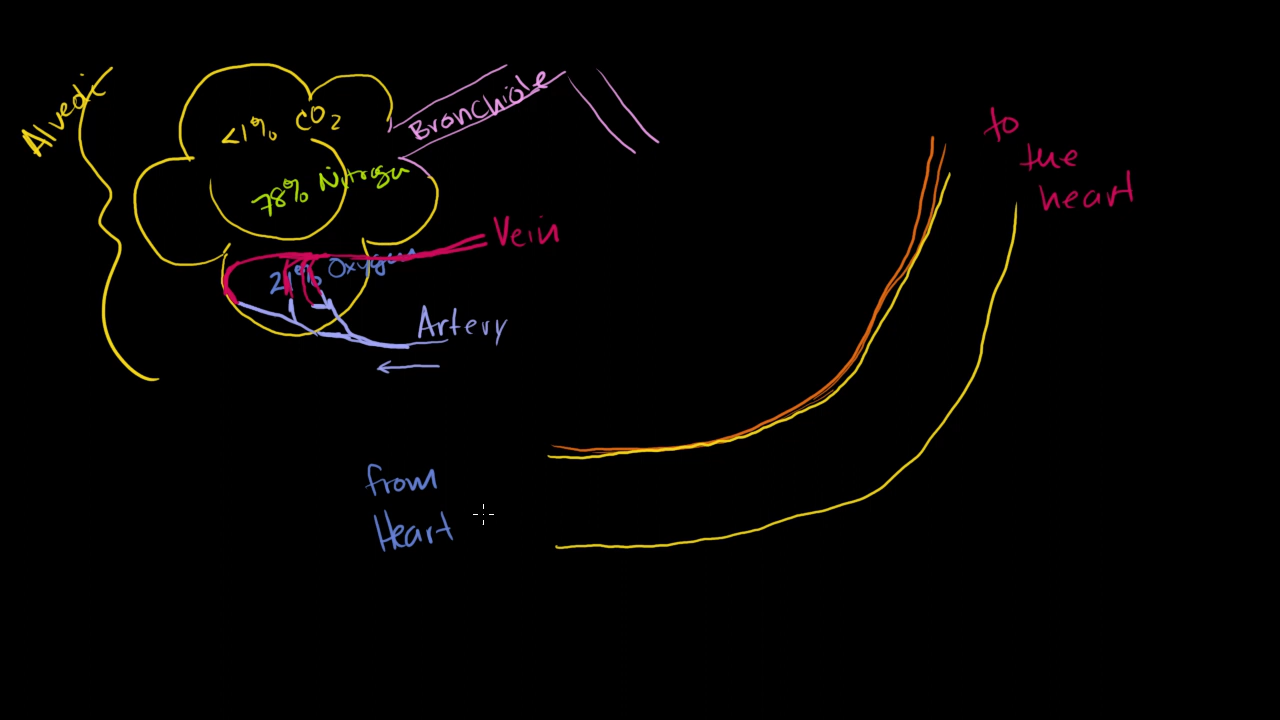 Alveoli
<1% CO2
78% Nitrogen
21% Oxygen
Bronchiole
Vein
Artery
to
the
heart
from
Heart